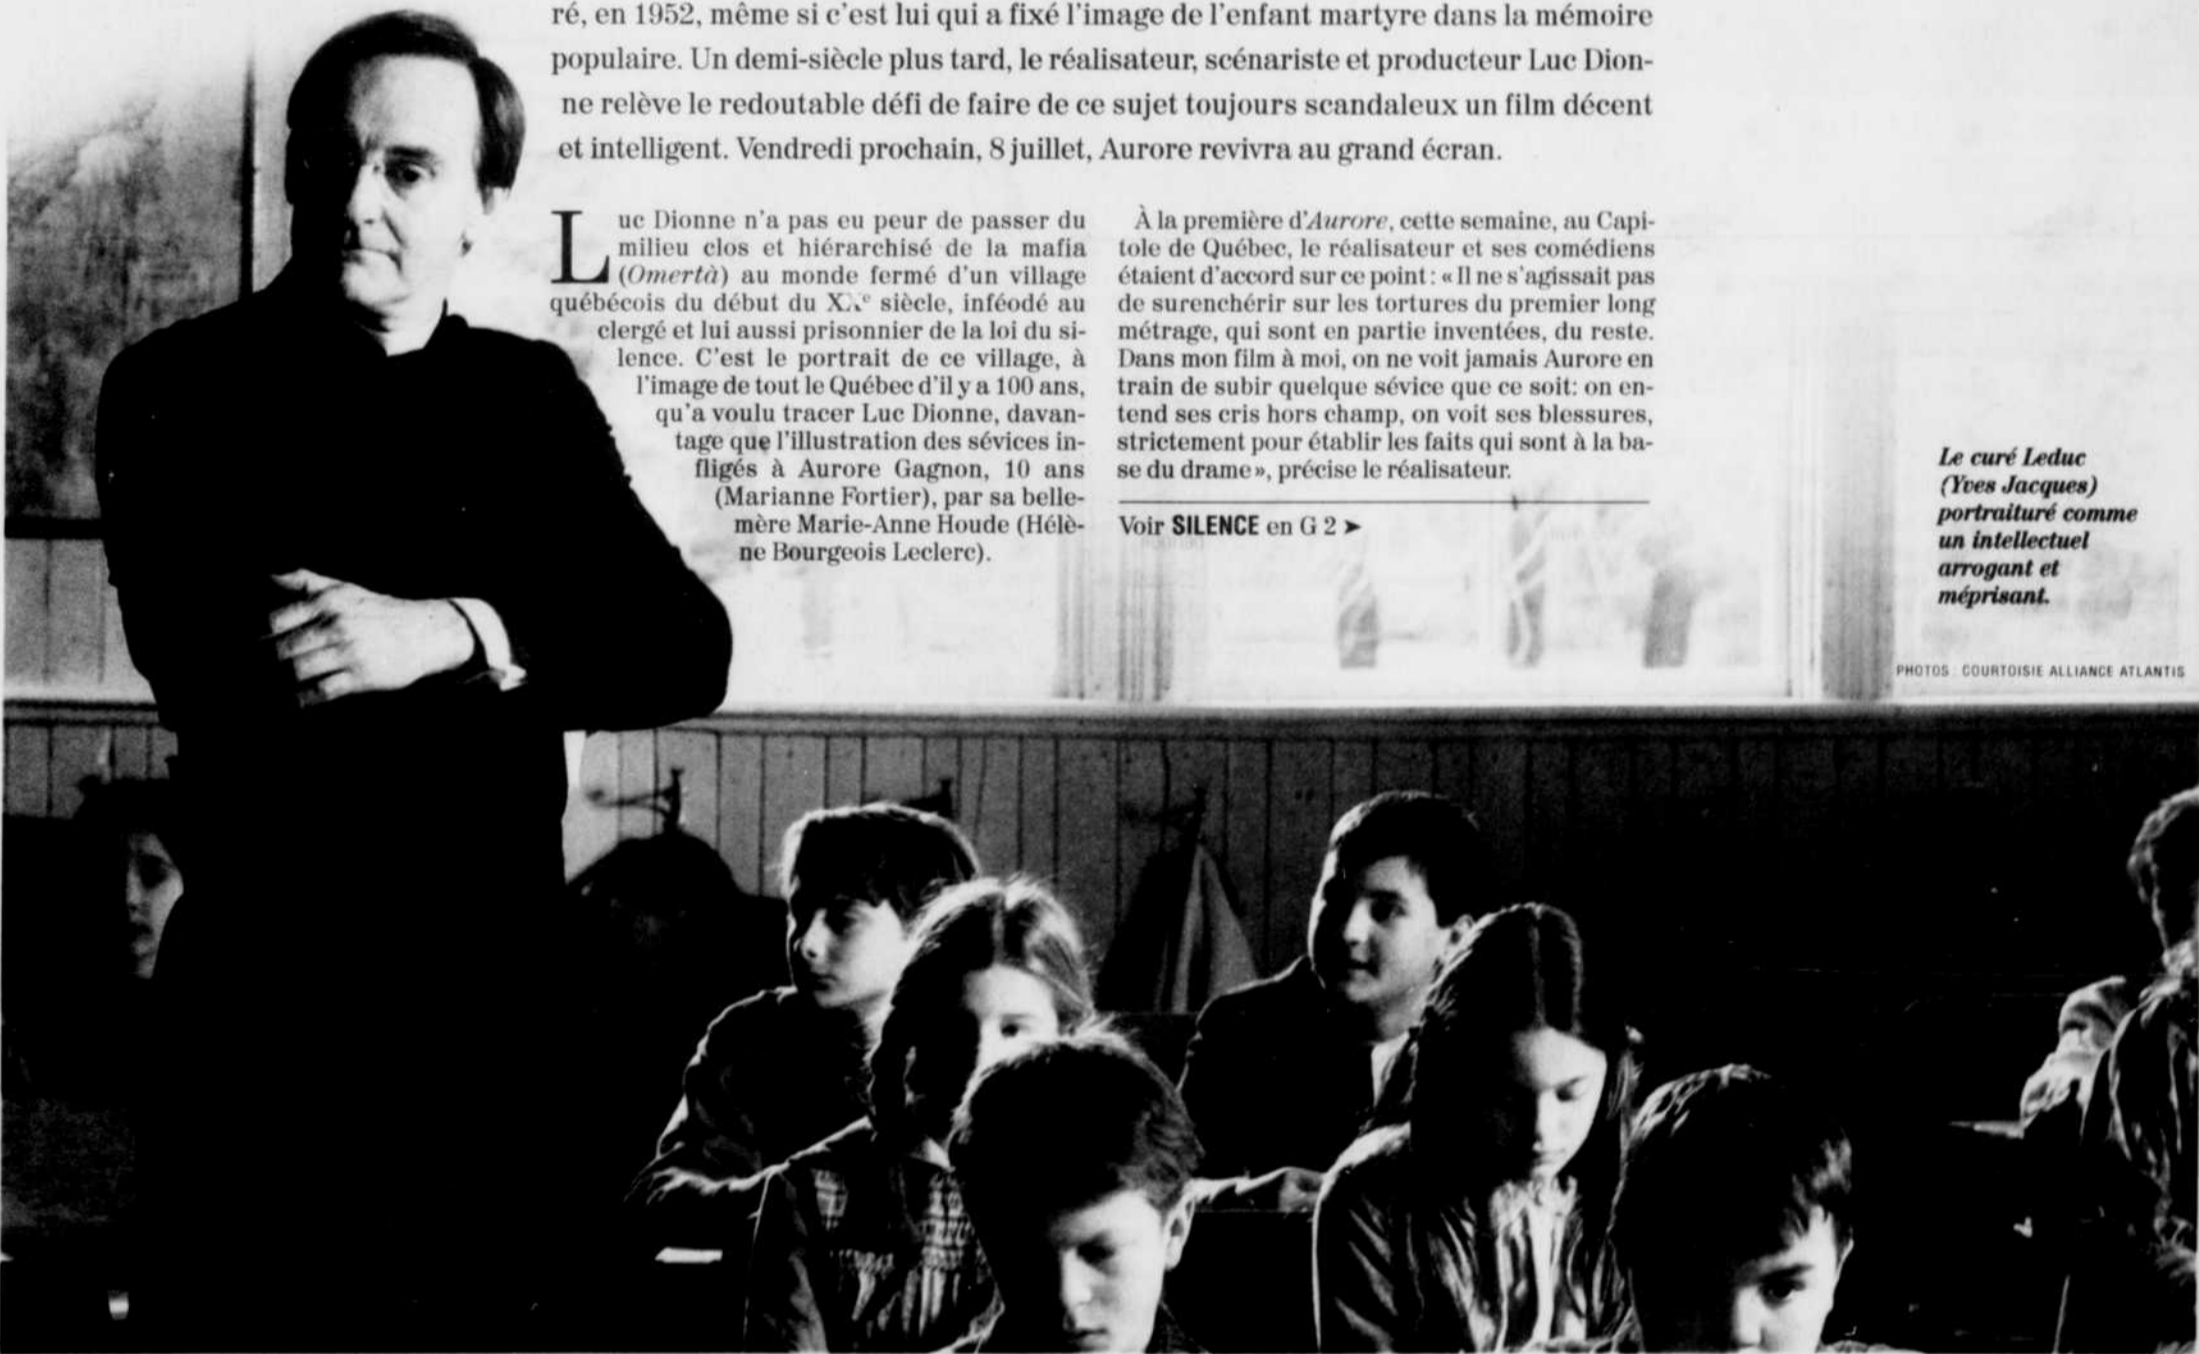 ré, en 1952, même si c'est lui qui a fixé l'image de l'enfant martyre dans la mémoire
populaire. Un demi-siècle plus tard, le réalisateur, scénariste et producteur Luc Dion-
ne relève le redoutable défi de faire de ce sujet toujours scandaleux un film décent
et intelligent. Vendredi prochain, 8 juillet, Aurore revivra au grand écran.
Luc Dionne n'a pas eu peur de passer du
milieu clos et hiérarchisé de la mafia
(Omertà) au monde fermé d'un village
québécois du début du XXe siècle, inféodé au
clergé et lui aussi prisonnier de la loi du si-
lence. C'est le portrait de ce village, à
l'image de tout le Québec d'il y a 100 ans,
qu'a voulu tracer Luc Dionne, davan-
tage que l'illustration des sévices in-
fligés à Aurore Gagnon, 10 ans
(Marianne Fortier), par sa belle-
mère Marie-Anne Houde (Hélè-
ne Bourgeois Leclerc).
À la première d'Aurore, cette semaine, au Capi-
tole de Québec, le réalisateur et ses comédiens
étaient d'accord sur ce point : « Il ne s'agissait pas
de surenchérir sur les tortures du premier long
métrage, qui sont en partie inventées, du reste.
Dans mon film à moi, on ne voit jamais Aurore en
train de subir quelque sévice que ce soit: on en-
tend ses cris hors champ, on voit ses blessures,
strictement pour établir les faits qui sont à la ba-
se du drame », précise le réalisateur.
Voir SILENCE en G 2 ➤
Le curé Leduc
(Yves Jacques)
portraituré comme
un intellectuel
arrogant et
méprisant.
PHOTOS : COURTOISIE ALLIANCE ATLANTIS